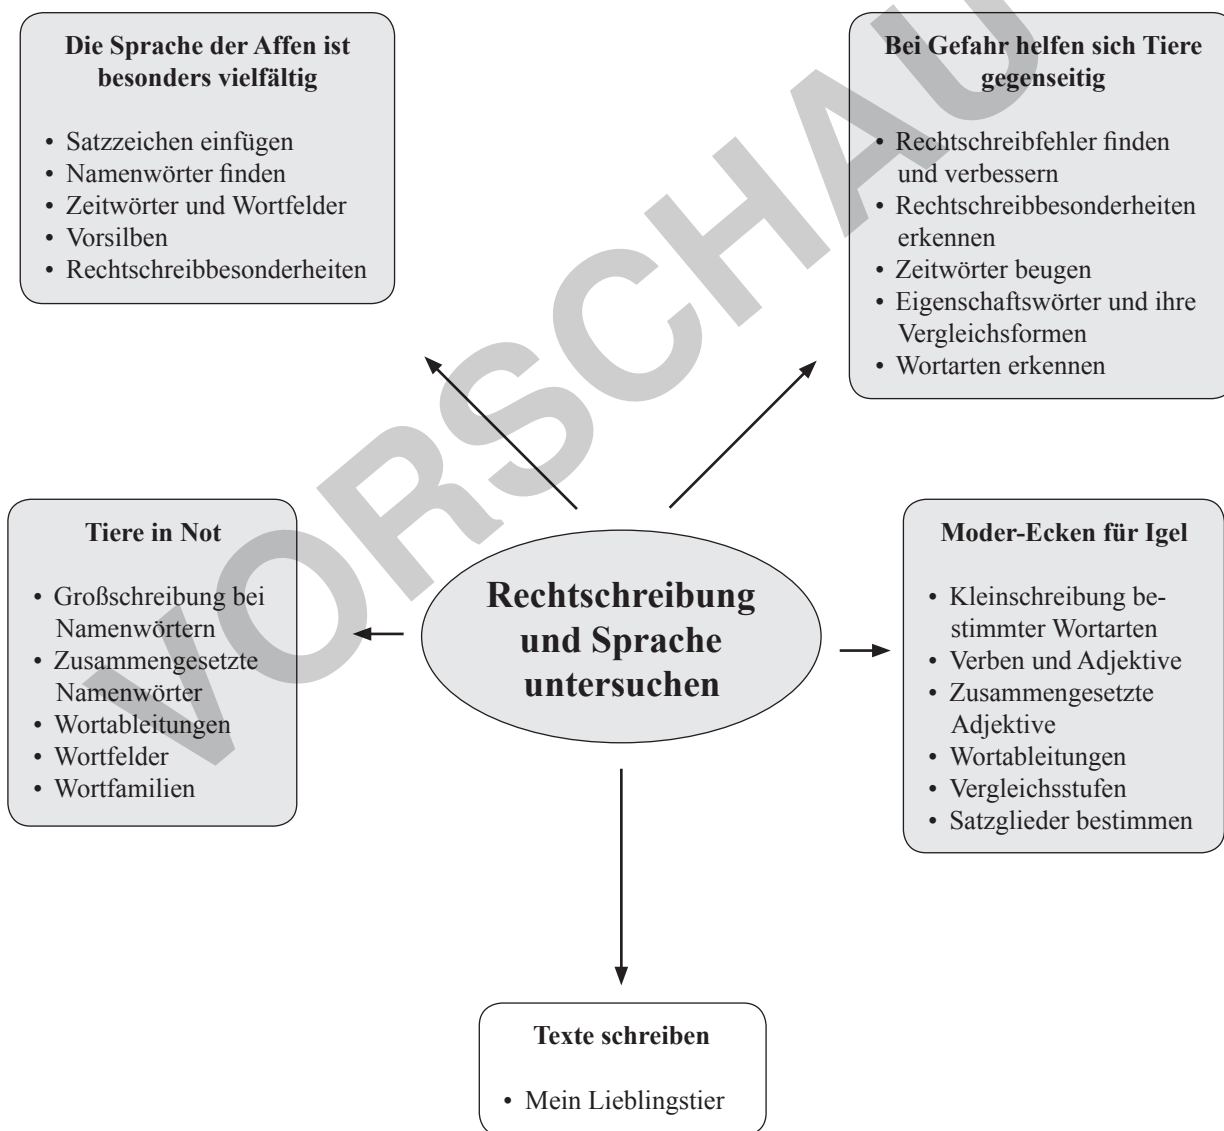 Die Sprache der Affen ist
besonders vielfältig
• Satzzeichen einfügen
• Namenwörter finden
• Zeitwörter und Wortfelder
• Vorsilben
• Rechtschreibbesonderheiten
Bei Gefahr helfen sich Tiere
gegenseitig
• Rechtschreibfehler finden
und verbessern
• Rechtschreibbesonderheiten
erkennen
• Zeitwörter beugen
• Eigenschaftswörter und ihre
Vergleichsformen
• Wortarten erkennen
Tiere in Not
• Großschreibung bei
Namenwörtern
• Zusammengesetzte
Namenwörter
• Wortableitungen
• Wortfelder
• Wortfamilien
Rechtschreibung
und Sprache
untersuchen
Moder-Ecken für Igel
• Kleinschreibung be-
stimmter Wortarten
• Verben und Adjektive
• Zusammengesetzte
Adjektive
• Wortableitungen
• Vergleichsstufen
• Satzglieder bestimmen
Texte schreiben
• Mein Lieblingstier
VORSCHAU